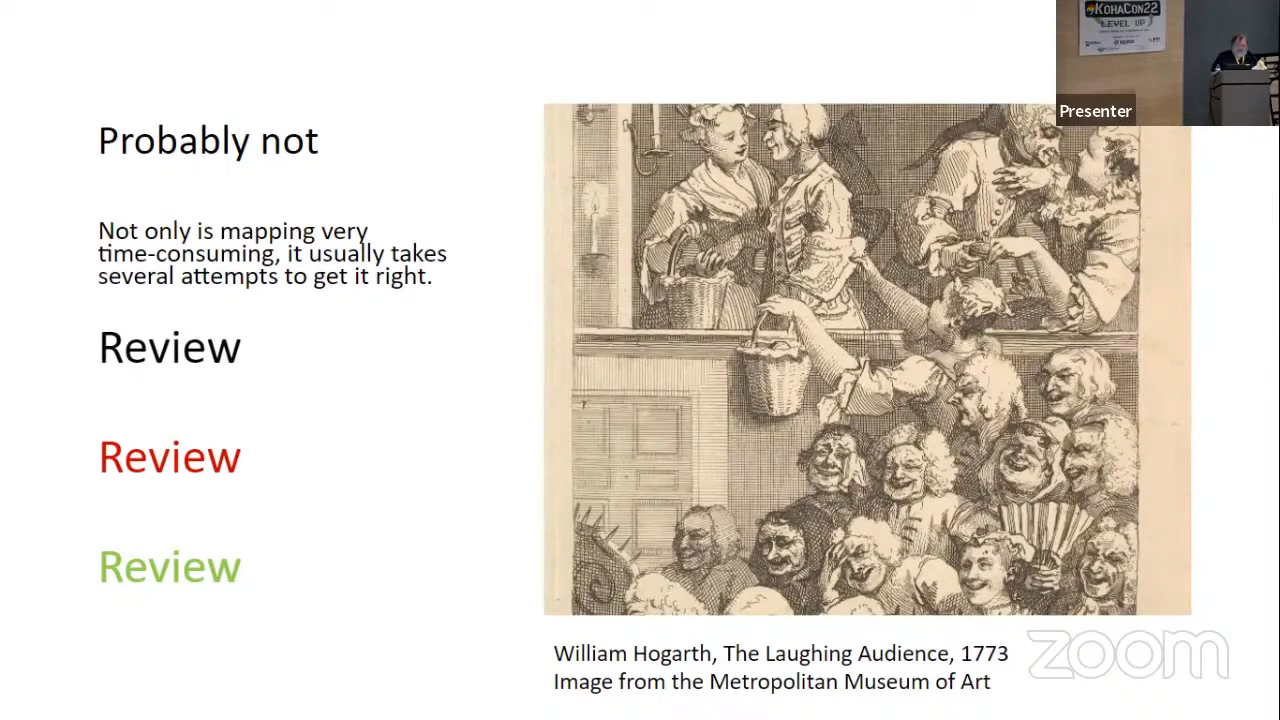 KOHACON22
LEVEL UP
Presenter
Probably not
Not only is mapping very
time-consuming, it usually takes
several attempts to get it right.
Review
Review
Review
William Hogarth, The Laughing Audience, 1773
Image from the Metropolitan Museum of Art
zoom